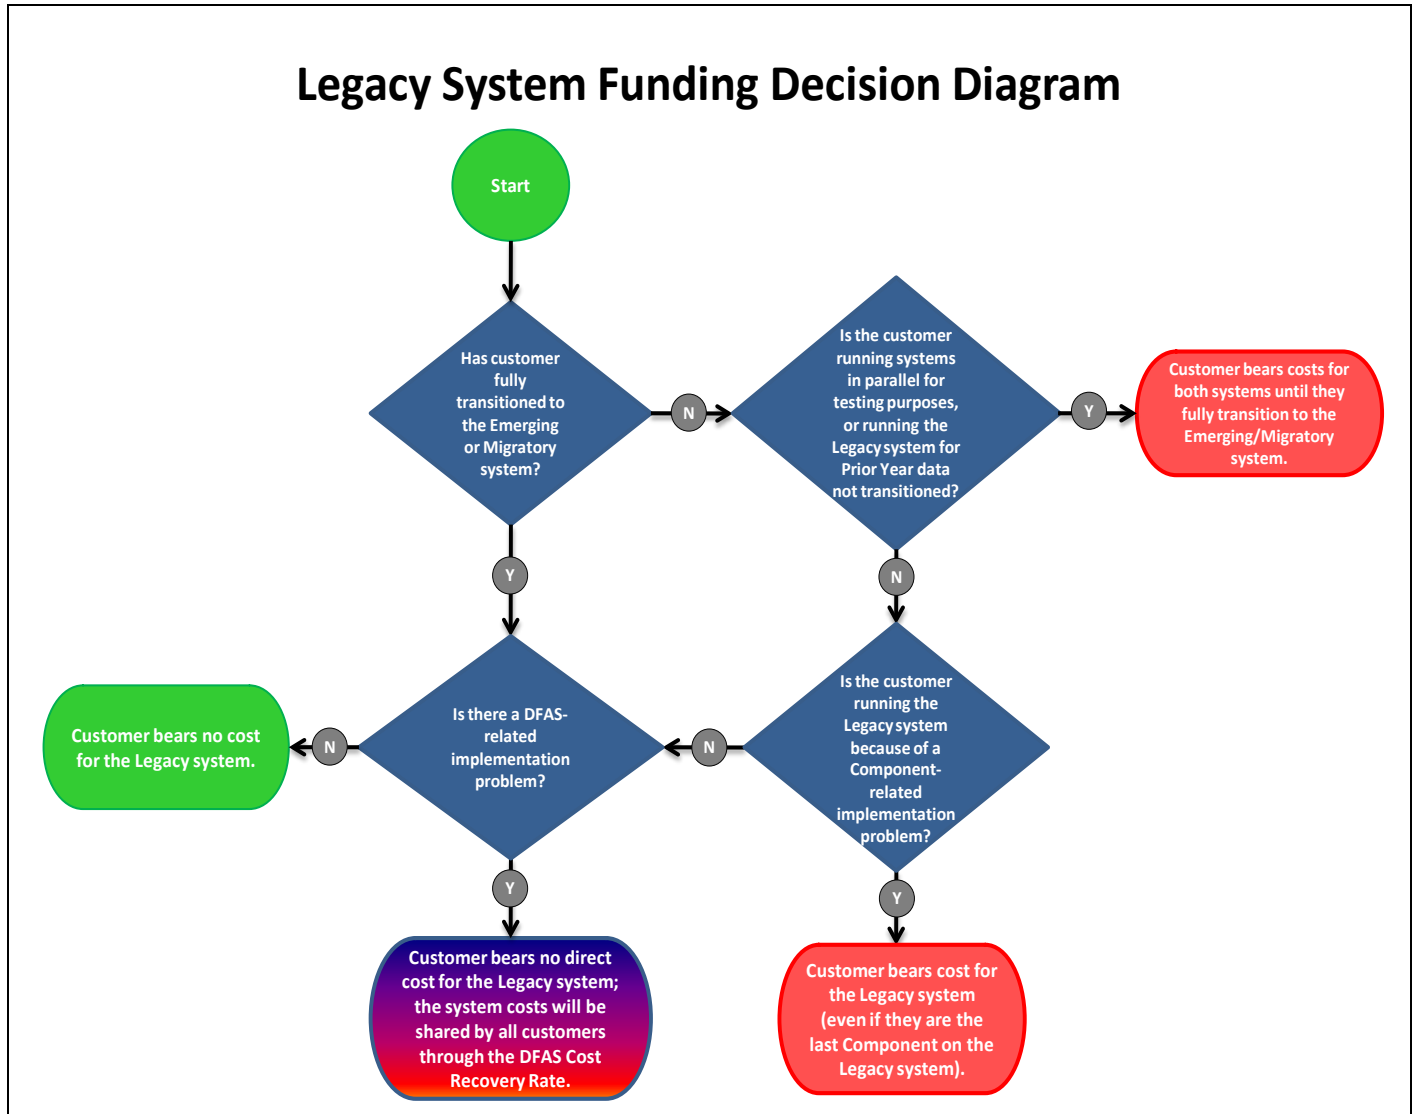 Legacy System Funding Decision Diagram
Start
Has customer
fully
transitioned to
the Emerging
or Migratory
system?
N
Is the customer
running systems
in parallel for
testing purposes,
or running the
Legacy system for
Prior Year data
not transitioned?
Y
Customer bears costs for
both systems until they
fully transition to the
Emerging/Migratory
system.
Y
N
Customer bears no cost
for the Legacy system.
N
Is there a DFAS-
related
implementation
problem?
N
Is the customer
running the
Legacy system
because of a
Component-
related
implementation
problem?
Y
Y
Customer bears no direct
cost for the Legacy system;
the system costs will be
shared by all customers
through the DFAS Cost
Recovery Rate.
Customer bears cost for
the Legacy system
(even if they are the
last Component on the
Legacy system).